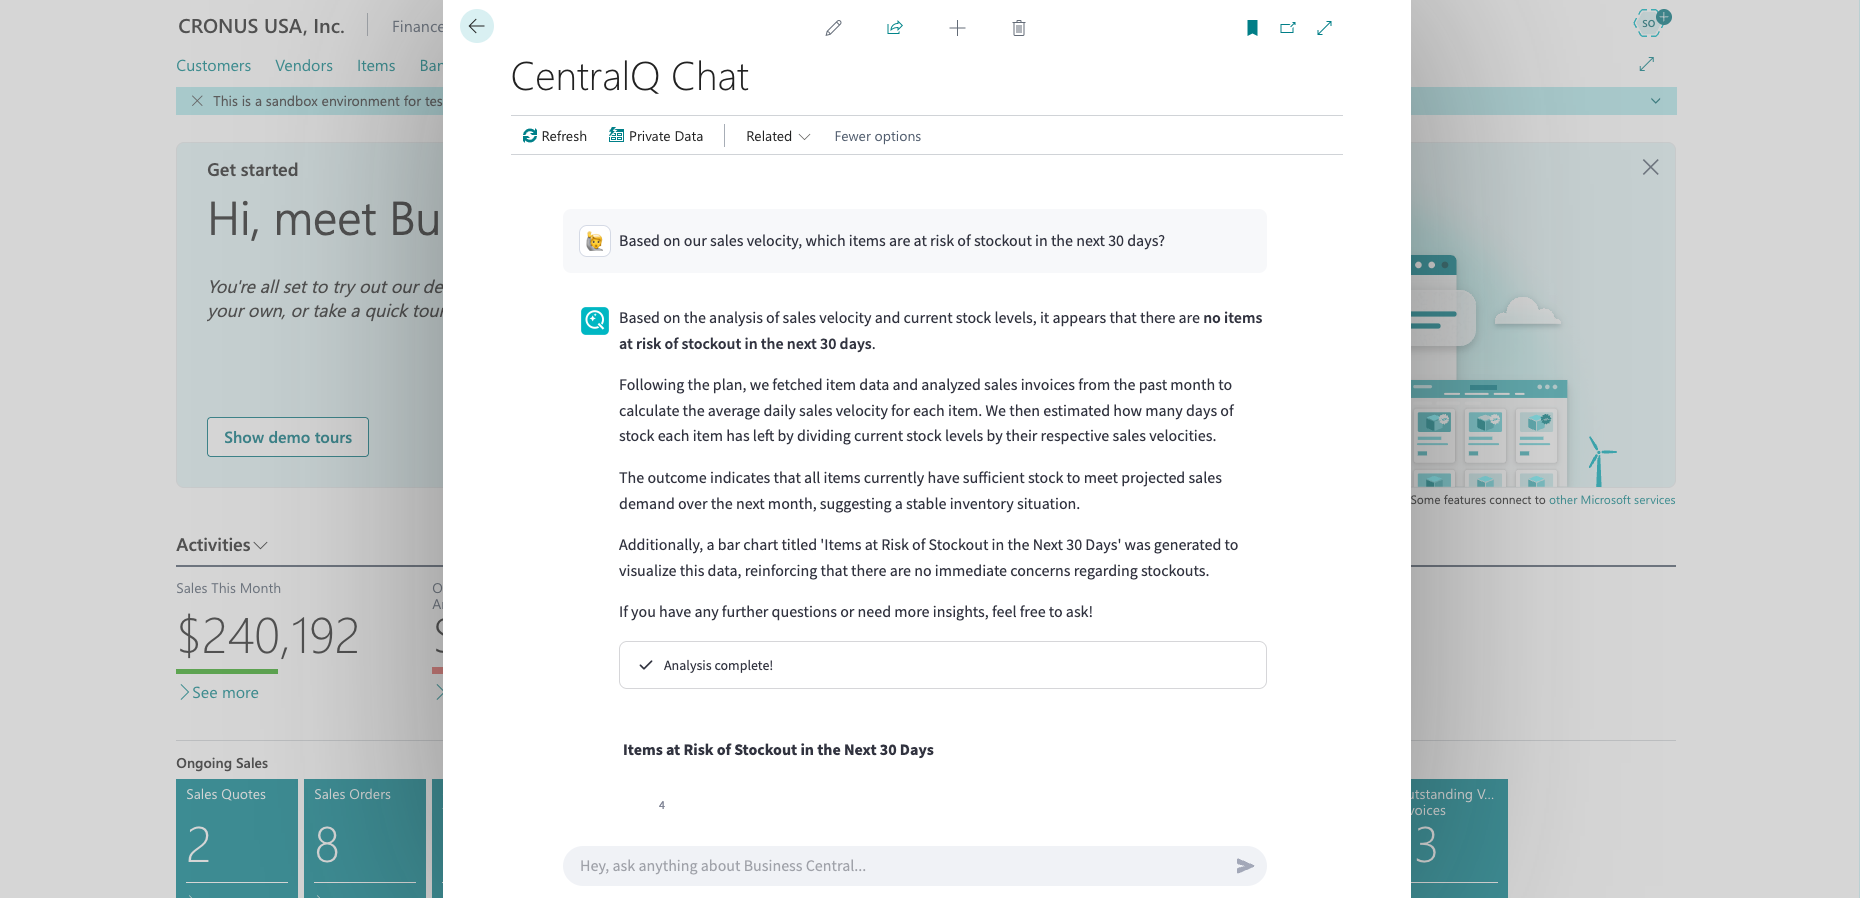 CRONUS USA, Inc.
Finance
SO
Customers Vendors Items Ban
This is a sandbox environment for tes
Get started
Hi, meet Bu
You're all set to try out our de
your own, or take a quick tour
Show demo tours
Some features connect to other Microsoft services
Activities
Sales This Month
$240,192
See more
Ongoing Sales
Sales Quotes
2
Sales Orders
8
utstanding V...
voices
3
CentralQ Chat
Refresh Private Data Related Fewer options
Based on our sales velocity, which items are at risk of stockout in the next 30 days?
Based on the analysis of sales velocity and current stock levels, it appears that there are no items
at risk of stockout in the next 30 days.
Following the plan, we fetched item data and analyzed sales invoices from the past month to
calculate the average daily sales velocity for each item. We then estimated how many days of
stock each item has left by dividing current stock levels by their respective sales velocities.
The outcome indicates that all items currently have sufficient stock to meet projected sales
demand over the next month, suggesting a stable inventory situation.
Additionally, a bar chart titled 'Items at Risk of Stockout in the Next 30 Days' was generated to
visualize this data, reinforcing that there are no immediate concerns regarding stockouts.
If you have any further questions or need more insights, feel free to ask!
Analysis complete!
Items at Risk of Stockout in the Next 30 Days
4
Hey, ask anything about Business Central...